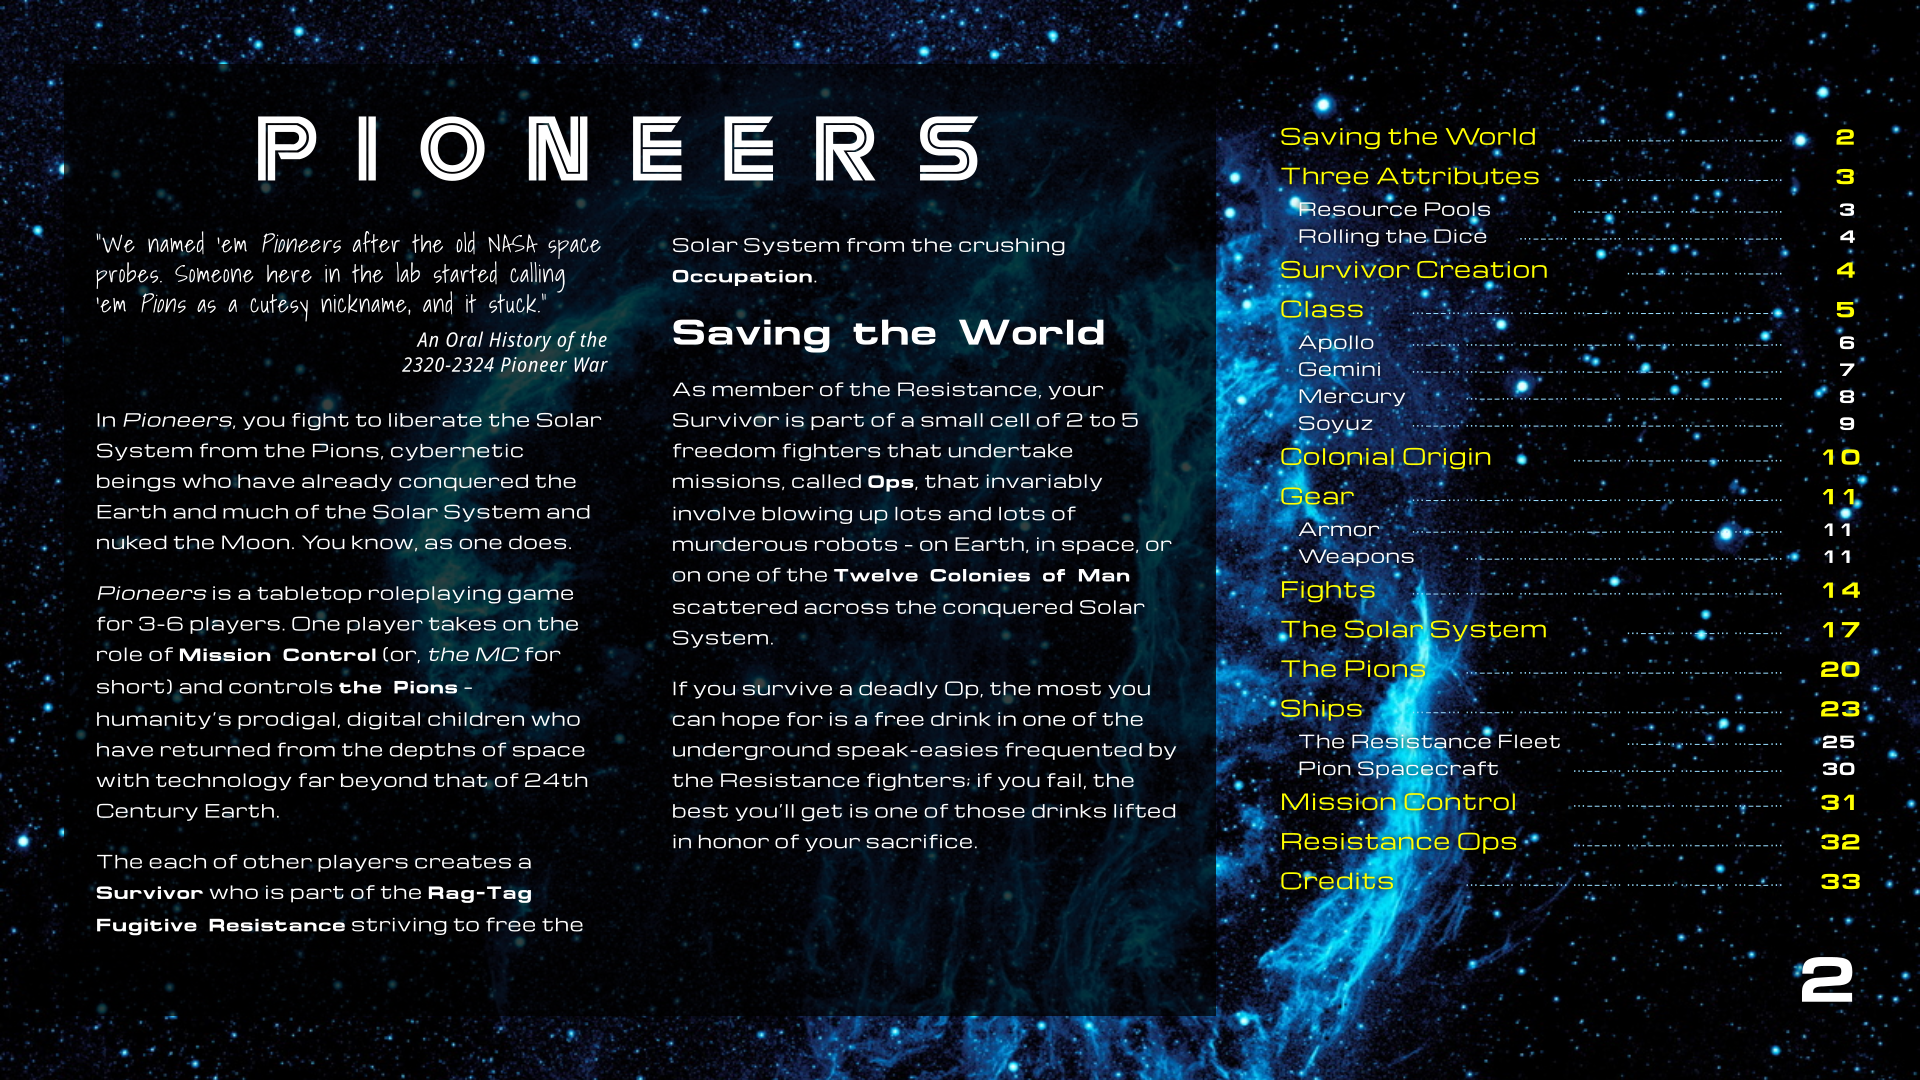 PIONEERS
"We named 'em Pioneers after the old NASA space
probes. Someone here in the lab started calling
'em Pions as a cutesy nickname, and it stuck."
An Oral History of the
2320-2324 Pioneer War
In Pioneers, you fight to liberate the Solar
System from the Pions, cybernetic
beings who have already conquered the
Earth and much of the Solar System and
nuked the Moon. You know, as one does.
Pioneers is a tabletop roleplaying game
for 3-6 players. One player takes on the
role of Mission Control (or, the MC for
short) and controls the Pions -
humanity's prodigal, digital children who
have returned from the depths of space
with technology far beyond that of 24th
Century Earth.
The each of other players creates a
Survivor who is part of the Rag-Tag
Fugitive Resistance striving to free the
Solar System from the crushing
Occupation.
Saving the World
As member of the Resistance, your
Survivor is part of a small cell of 2 to 5
freedom fighters that undertake
missions, called Ops, that invariably
involve blowing up lots and lots of
murderous robots - on Earth, in space, or
on one of the Twelve Colonies of Man
scattered across the conquered Solar
System.
If you survive a deadly Op, the most you
can hope for is a free drink in one of the
underground speak-easies frequented by
the Resistance fighters; if you fail, the
best you'll get is one of those drinks lifted
in honor of your sacrifice.
Saving the World 2
Three Attributes 3
Resource Pools 3
Rolling the Dice 4
Survivor Creation 4
Class 5
Apollo 6
Gemini 7
Mercury 8
Soyuz 9
Colonial Origin 10
Gear 11
Armor 11
Weapons 11
Fights 14
The Solar System 17
The Pions 20
Ships 23
The Resistance Fleet 25
Pion Spacecraft 30
Mission Control 31
Resistance Ops 32
Credits 33
2